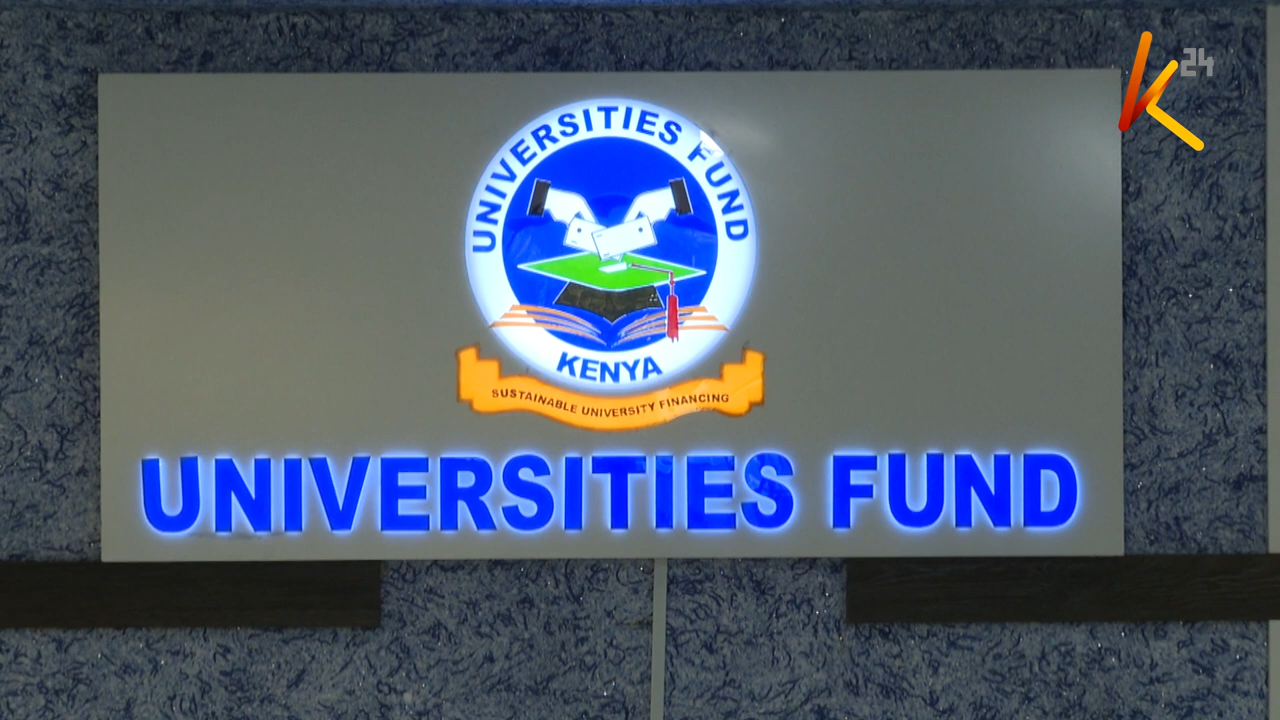 K24
UNIVERSITIES FUND
KENYA
SUSTAINABLE UNIVERSITY FINANCING
UNIVERSITIES FUND